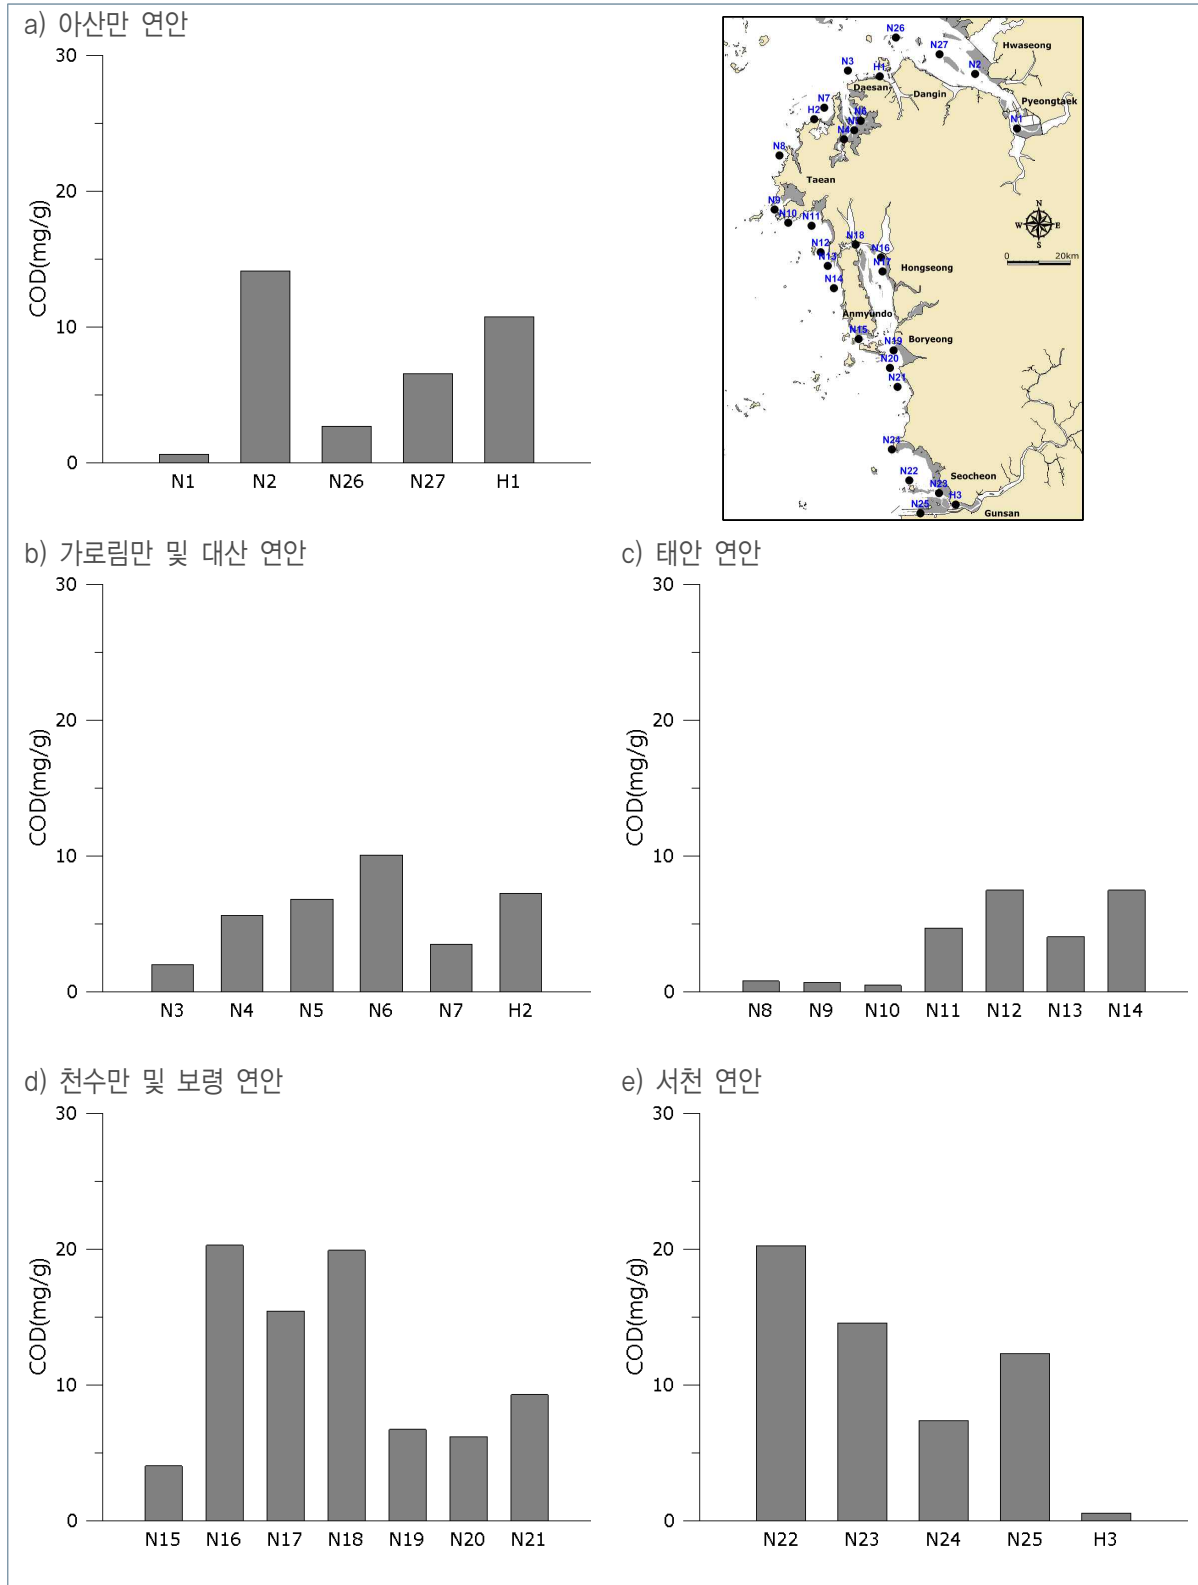 a) 아산만 연안
30
20
10
0
COD(mg/g)
N1 N2 N26 N27 H1
N26
N27
Hwaseong
N3
H1
N2
Daesan
Dangin
N7
Pyeongtaek
H2
N6
N5
N1
N4
N8
Taean
N9
N10
N11
N
W E
S
N18
N12
N16
0 20km
N13
N17
Hongseong
N14
Anmyundo
N15
Boryeong
N19
N20
N21
N24
N22
Seocheon
N23
H3
N25
Gunsan
b) 가로림만 및 대산 연안
30
20
10
0
COD(mg/g)
N3 N4 N5 N6 N7 H2
c) 태안 연안
30
20
10
0
COD(mg/g)
N8 N9 N10 N11 N12 N13 N14
d) 천수만 및 보령 연안
30
20
10
0
COD(mg/g)
N15 N16 N17 N18 N19 N20 N21
e) 서천 연안
30
20
10
0
COD(mg/g)
N22 N23 N24 N25 H3